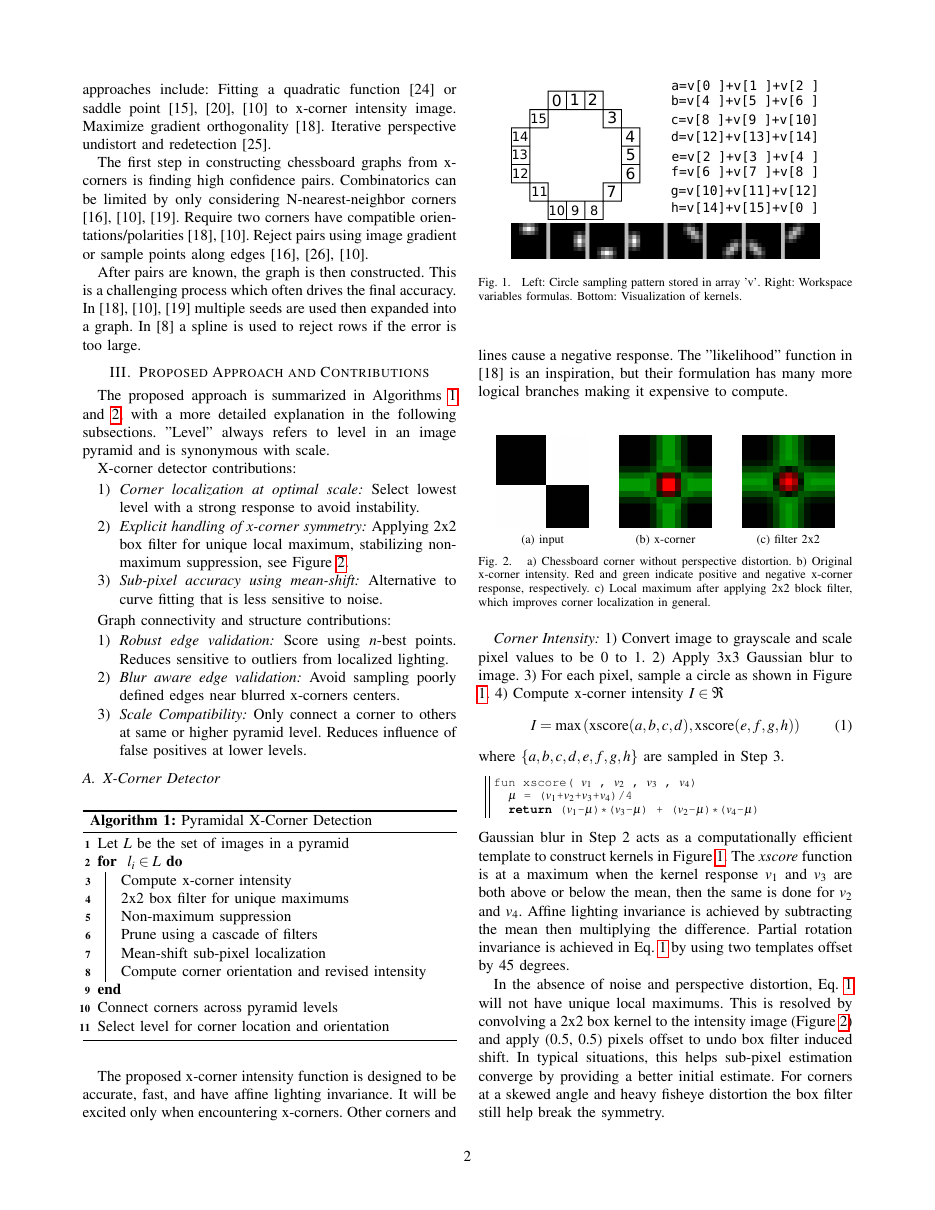 approaches include: Fitting a quadratic function [24] or
saddle point [15], [20], [10] to x-corner intensity image.
Maximize gradient orthogonality [18]. Iterative perspective
undistort and redetection [25].
The first step in constructing chessboard graphs from x-
corners is finding high confidence pairs. Combinatorics can
be limited by only considering N-nearest-neighbor corners
[16], [10], [19]. Require two corners have compatible orien-
tations/polarities [18], [10]. Reject pairs using image gradient
or sample points along edges [16], [26], [10].
After pairs are known, the graph is then constructed. This
is a challenging process which often drives the final accuracy.
In [18], [10], [19] multiple seeds are used then expanded into
a graph. In [8] a spline is used to reject rows if the error is
too large.
III. PROPOSED APPROACH AND CONTRIBUTIONS
The proposed approach is summarized in Algorithms 1
and 2, with a more detailed explanation in the following
subsections. ”Level” always refers to level in an image
pyramid and is synonymous with scale.
X-corner detector contributions:
1) Corner localization at optimal scale: Select lowest
level with a strong response to avoid instability.
2) Explicit handling of x-corner symmetry: Applying 2x2
box filter for unique local maximum, stabilizing non-
maximum suppression, see Figure 2.
3) Sub-pixel accuracy using mean-shift: Alternative to
curve fitting that is less sensitive to noise.
Graph connectivity and structure contributions:
1) Robust edge validation: Score using n-best points.
Reduces sensitive to outliers from localized lighting.
2) Blur aware edge validation: Avoid sampling poorly
defined edges near blurred x-corners centers.
3) Scale Compatibility: Only connect a corner to others
at same or higher pyramid level. Reduces influence of
false positives at lower levels.
A. X-Corner Detector
Algorithm 1: Pyramidal X-Corner Detection
1 Let L be the set of images in a pyramid
2 for l_i ∈ L do
3 Compute x-corner intensity
4 2x2 box filter for unique maximums
5 Non-maximum suppression
6 Prune using a cascade of filters
7 Mean-shift sub-pixel localization
8 Compute corner orientation and revised intensity
9 end
10 Connect corners across pyramid levels
11 Select level for corner location and orientation
The proposed x-corner intensity function is designed to be
accurate, fast, and have affine lighting invariance. It will be
excited only when encountering x-corners. Other corners and
0 1 2
15 3
14 4
13 5
12 6
11 7
10 9 8
a=v[0 ]+v[1 ]+v[2 ]
b=v[4 ]+v[5 ]+v[6 ]
c=v[8 ]+v[9 ]+v[10]
d=v[12]+v[13]+v[14]
e=v[2 ]+v[3 ]+v[4 ]
f=v[6 ]+v[7 ]+v[8 ]
g=v[10]+v[11]+v[12]
h=v[14]+v[15]+v[0 ]
Fig. 1. Left: Circle sampling pattern stored in array ’v’. Right: Workspace
variables formulas. Bottom: Visualization of kernels.
lines cause a negative response. The ”likelihood” function in
[18] is an inspiration, but their formulation has many more
logical branches making it expensive to compute.
(a) input (b) x-corner (c) filter 2x2
Fig. 2. a) Chessboard corner without perspective distortion. b) Original
x-corner intensity. Red and green indicate positive and negative x-corner
response, respectively. c) Local maximum after applying 2x2 block filter,
which improves corner localization in general.
Corner Intensity: 1) Convert image to grayscale and scale
pixel values to be 0 to 1. 2) Apply 3x3 Gaussian blur to
image. 3) For each pixel, sample a circle as shown in Figure
1. 4) Compute x-corner intensity I ∈ ℜ
I = max(xscore(a,b,c,d),xscore(e, f,g,h)) (1)
where {a,b,c,d,e, f,g,h} are sampled in Step 3.
fun xscore( v1 , v2 , v3 , v4)
μ = (v1+v2+v3+v4)/4
return (v1−μ)∗(v3−μ) + (v2−μ)∗(v4−μ)
Gaussian blur in Step 2 acts as a computationally efficient
template to construct kernels in Figure 1. The xscore function
is at a maximum when the kernel response v1 and v3 are
both above or below the mean, then the same is done for v2
and v4. Affine lighting invariance is achieved by subtracting
the mean then multiplying the difference. Partial rotation
invariance is achieved in Eq. 1 by using two templates offset
by 45 degrees.
In the absence of noise and perspective distortion, Eq. 1
will not have unique local maximums. This is resolved by
convolving a 2x2 box kernel to the intensity image (Figure 2)
and apply (0.5, 0.5) pixels offset to undo box filter induced
shift. In typical situations, this helps sub-pixel estimation
converge by providing a better initial estimate. For corners
at a skewed angle and heavy fisheye distortion the box filter
still help break the symmetry.
2